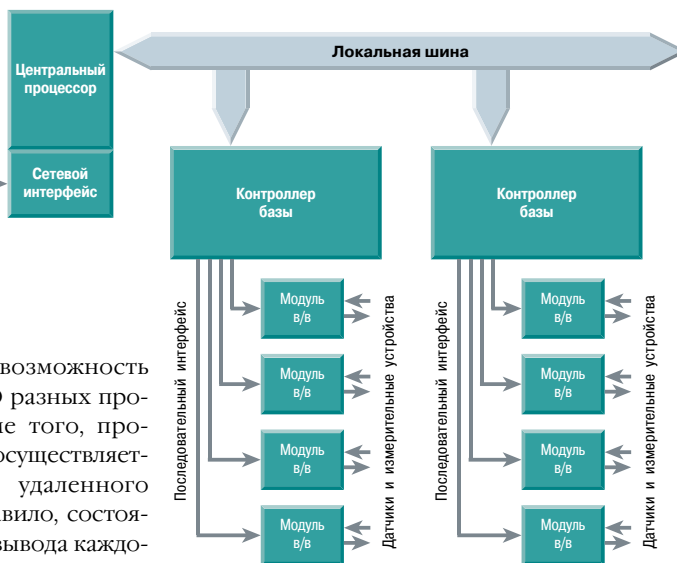 Локальная шина
Центральный
процессор
Сетевой
интерфейс
Контроллер
базы
Контроллер
базы
Последовательный интерфейс
Модуль
в/в
Модуль
в/в
Модуль
в/в
Модуль
в/в
Датчики и измерительные устройства
Последовательный интерфейс
Модуль
в/в
Модуль
в/в
Модуль
в/в
Модуль
в/в
Датчики и измерительные устройства
возможность
разных про-
того, про-
осуществляет-
удаленного
состоя-
вывода каждо-